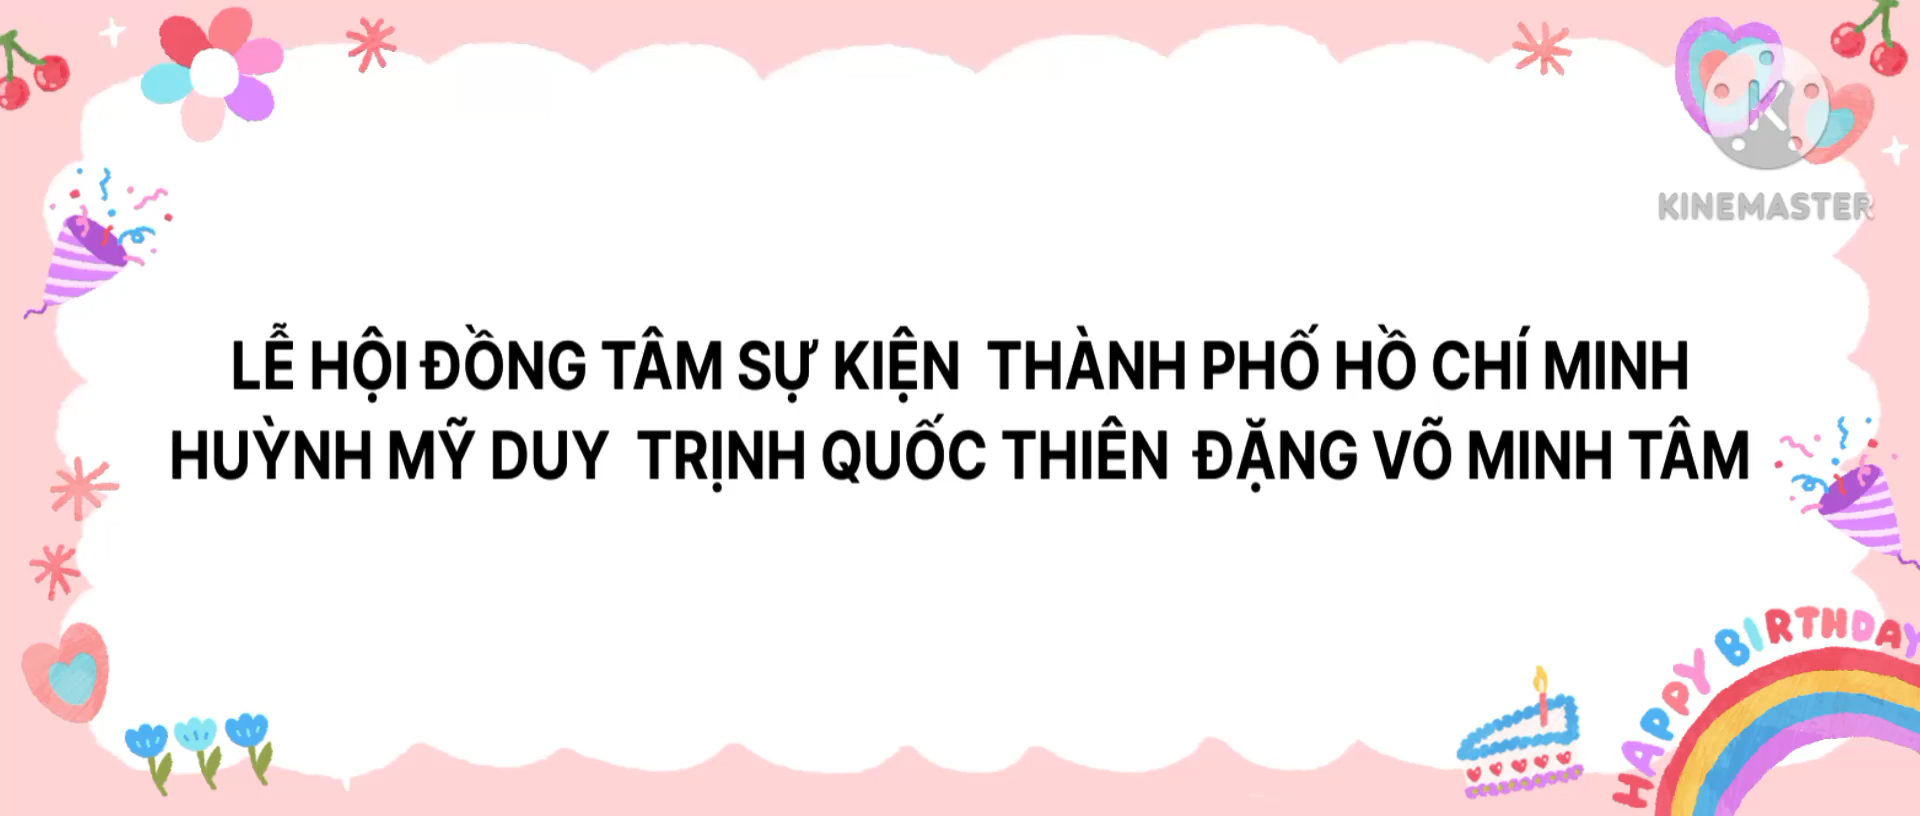 KINEMASTER
LỄ HỘI ĐỒNG TÂM SỰ KIỆN THÀNH PHỐ HỒ CHÍ MINH
HUỲNH MỸ DUY TRỊNH QUỐC THIÊN ĐẶNG VÕ MINH TÂM
HAPPY BIRTHDAY